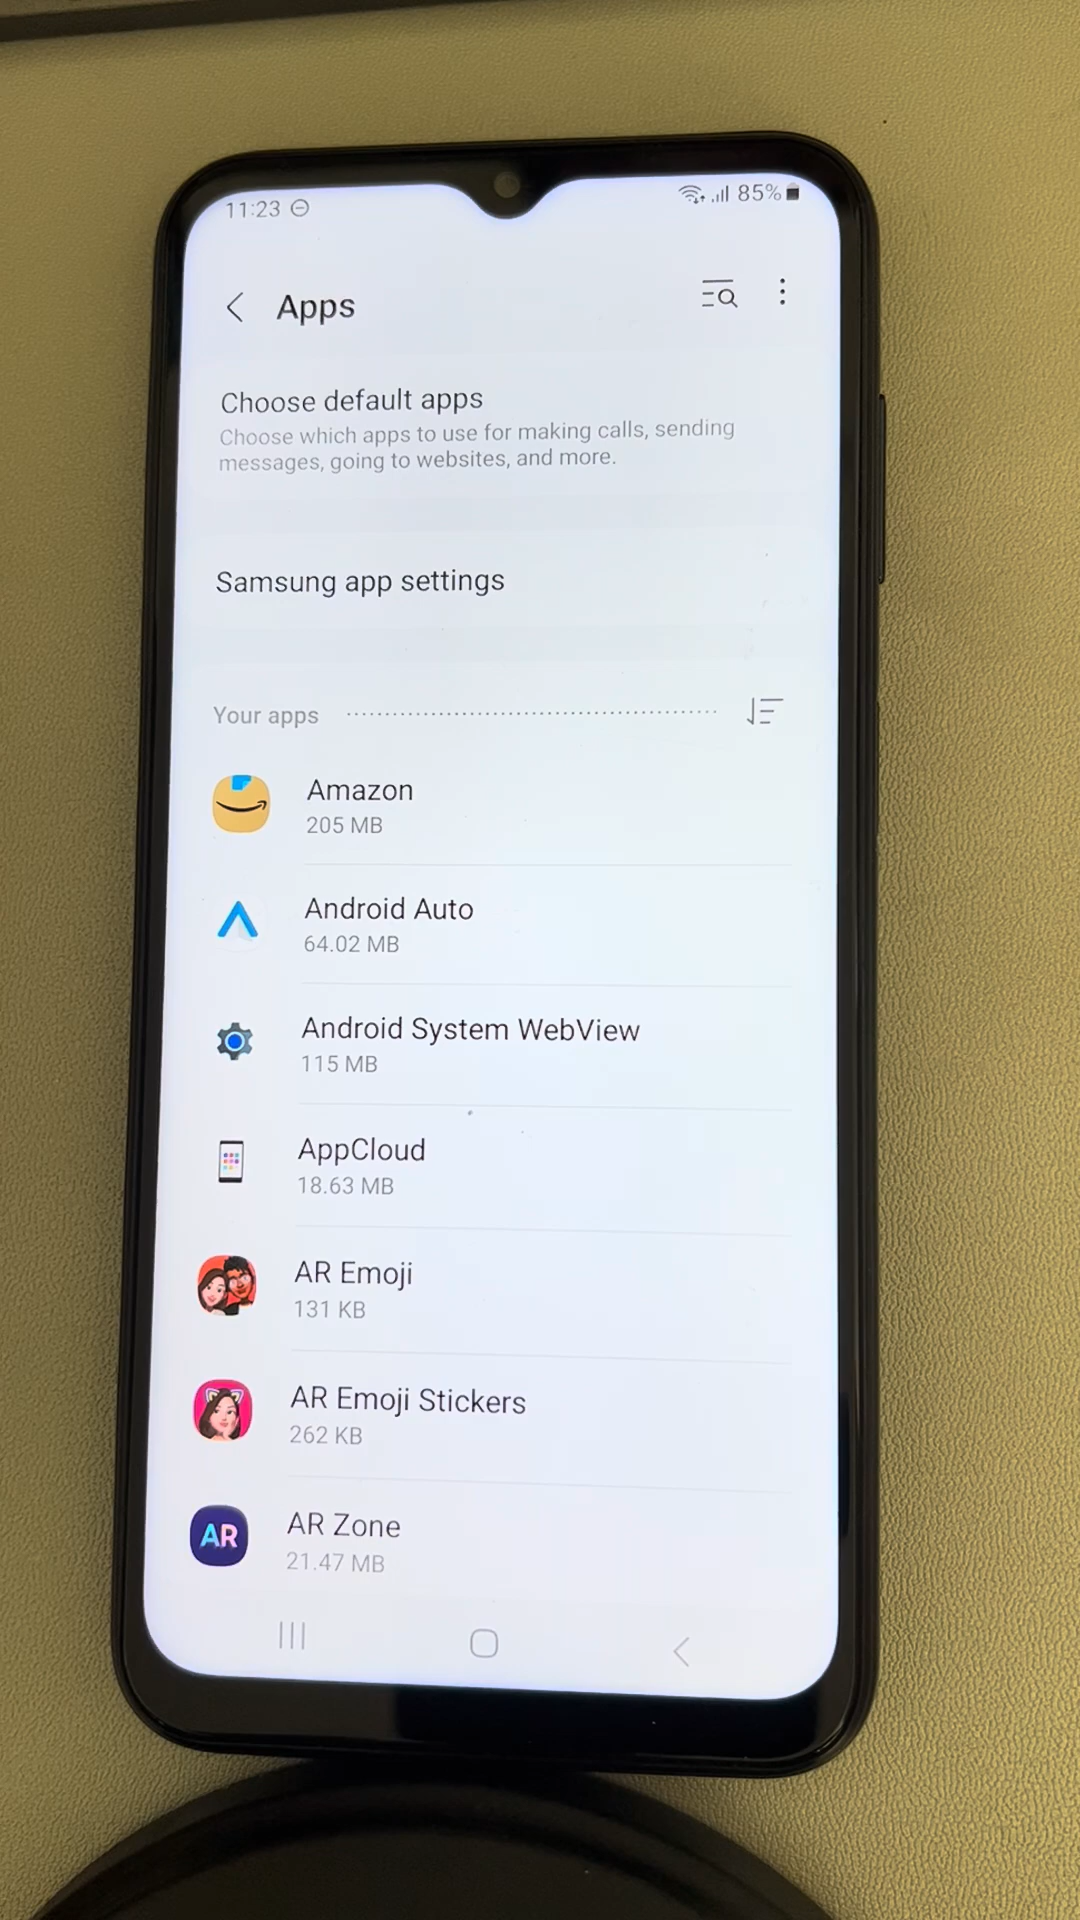 11:23
85%
Apps
Choose default apps
Choose which apps to use for making calls, sending
messages, going to websites, and more.
Samsung app settings
Your apps
Amazon
205 MB
Android Auto
64.02 MB
Android System WebView
115 MB
AppCloud
18.63 MB
AR Emoji
131 KB
AR Emoji Stickers
262 KB
AR
AR Zone
21.47 MB